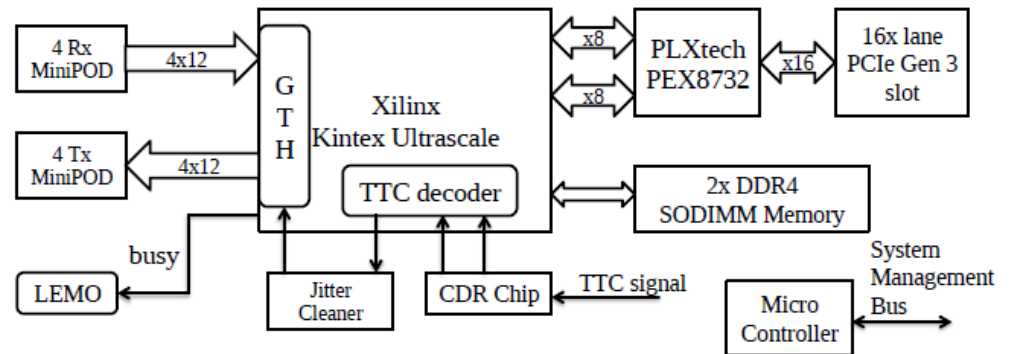 4 Rx
MiniPOD
4x12
4 Tx
MiniPOD
4x12
G
T
H
Xilinx
Kintex Ultrascale
TTC decoder
x8
x8
PLXtech
PEX8732
x16
16x lane
PCIe Gen 3
slot
2x DDR4
SODIMM Memory
busy
LEMO
Jitter
Cleaner
CDR Chip
TTC signal
Micro
Controller
System
Management
Bus